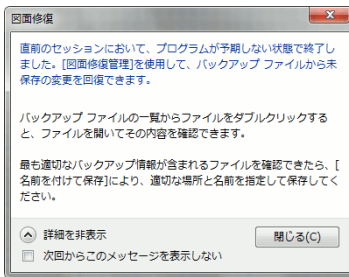 図面修復
直前のセッションにおいて、プログラムが予期しない状態で終了し
ました。[図面修復管理]を使用して、バックアップ ファイルから未
保存の変更を回復できます。
バックアップ ファイルの一覧からファイルをダブルクリックする
と、ファイルを開いてその内容を確認できます。
最も適切なバックアップ情報が含まれるファイルを確認できたら、[
名前を付けて保存]により、適切な場所と名前を指定して保存してく
ださい。
詳細を非表示
閉じる(C)
次回からこのメッセージを表示しない